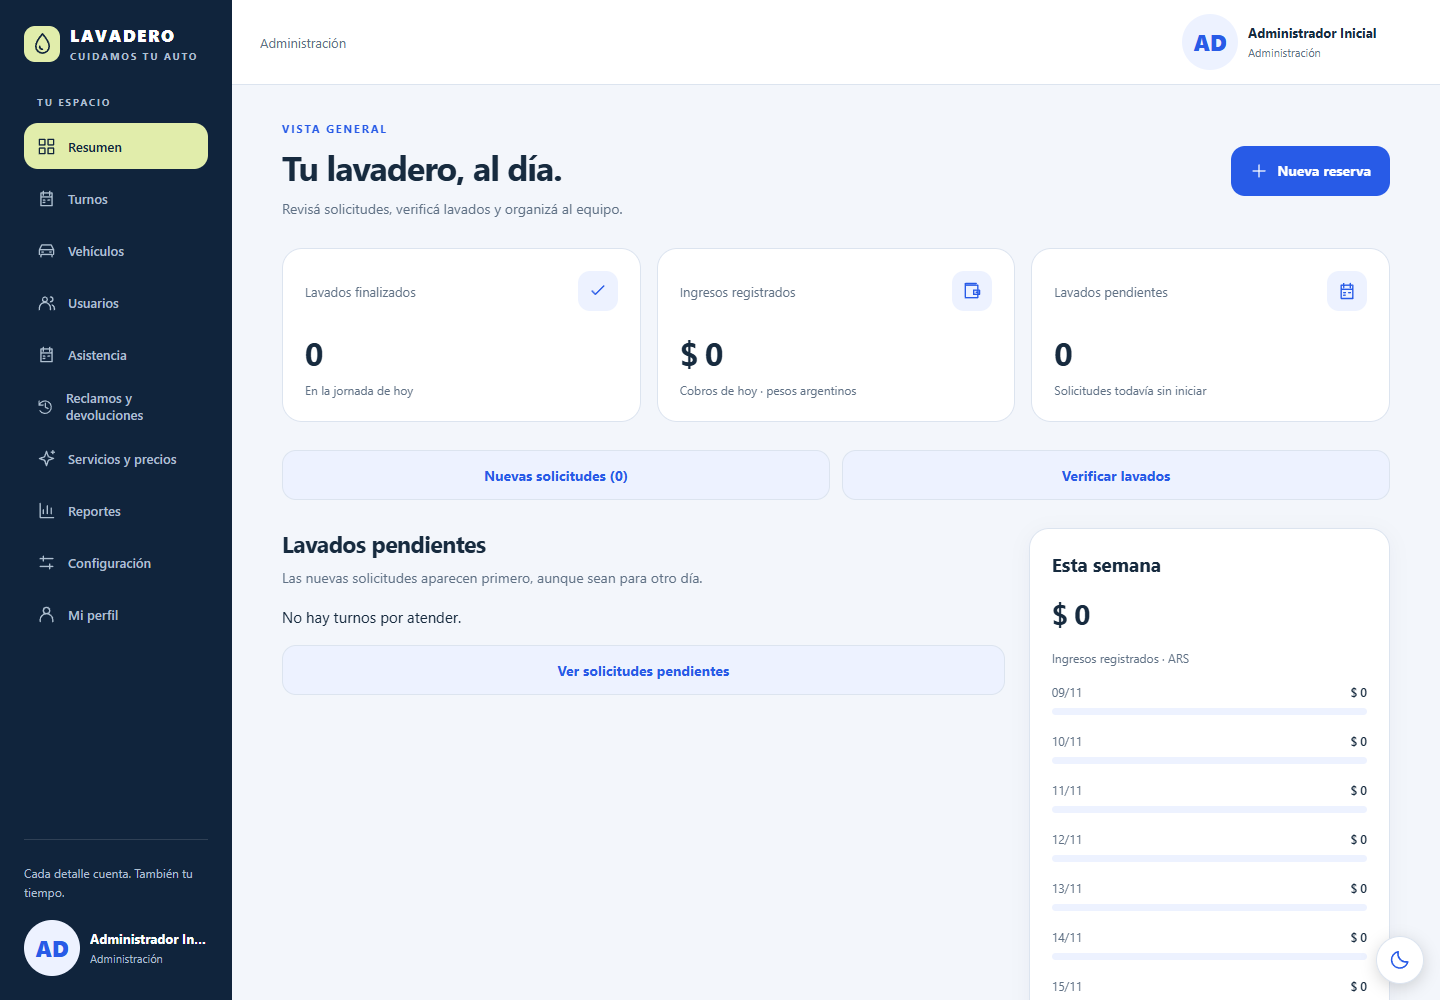 LAVADERO
CUIDAMOS TU AUTO
TU ESPACIO
Resumen
Turnos
Vehículos
Usuarios
Asistencia
Reclamos y
devoluciones
Servicios y precios
Reportes
Configuración
Mi perfil
Cada detalle cuenta. También tu
tiempo.
AD
Administrador In...
Administración
Administración
AD
Administrador Inicial
Administración
VISTA GENERAL
Tu lavadero, al día.
Revisá solicitudes, verificá lavados y organizá al equipo.
Nueva reserva
Lavados finalizados
0
En la jornada de hoy
Ingresos registrados
$ 0
Cobros de hoy · pesos argentinos
Lavados pendientes
0
Solicitudes todavía sin iniciar
Nuevas solicitudes (0)
Verificar lavados
Lavados pendientes
Las nuevas solicitudes aparecen primero, aunque sean para otro día.
No hay turnos por atender.
Ver solicitudes pendientes
Esta semana
$ 0
Ingresos registrados · ARS
09/11 $ 0
10/11 $ 0
11/11 $ 0
12/11 $ 0
13/11 $ 0
14/11 $ 0
15/11 $ 0